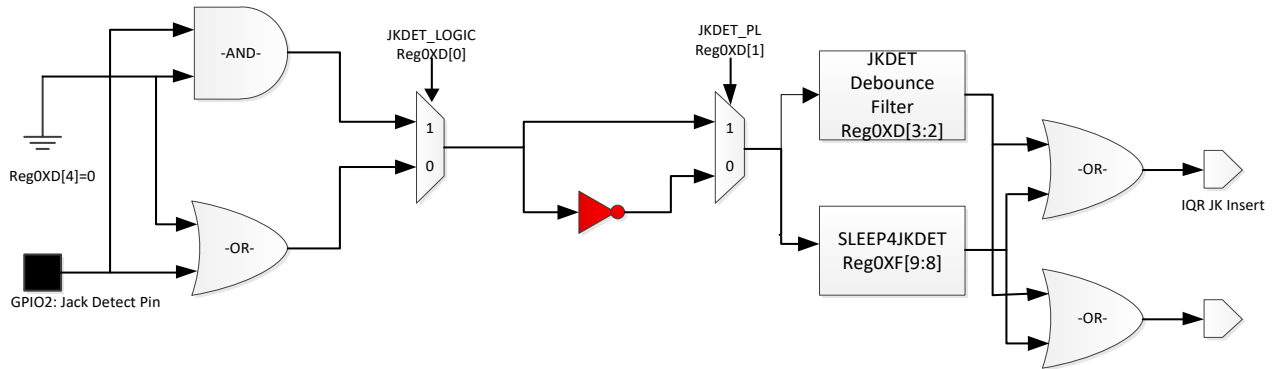 -AND-
JKDET_LOGIC
Reg0XD[0]
JKDET_PL
Reg0XD[1]
JKDET
Debounce
Filter
Reg0XD[3:2]
1
0
1
0
-OR-
IQR JK Insert
Reg0XD[4]=0
-OR-
SLEEP4JKDET
Reg0XF[9:8]
GPIO2: Jack Detect Pin
-OR-